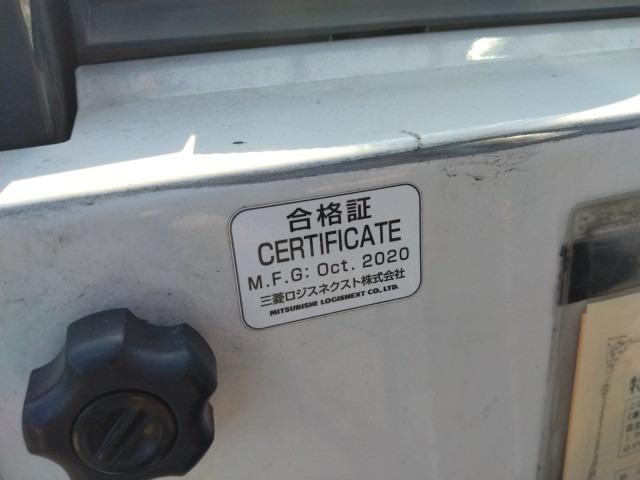 合格証
CERTIFICATE
M.F.G: Oct. 2020
三菱ロジスネクスト株式会社
MITSUBISHI LOGISNEXT CO., LTD.